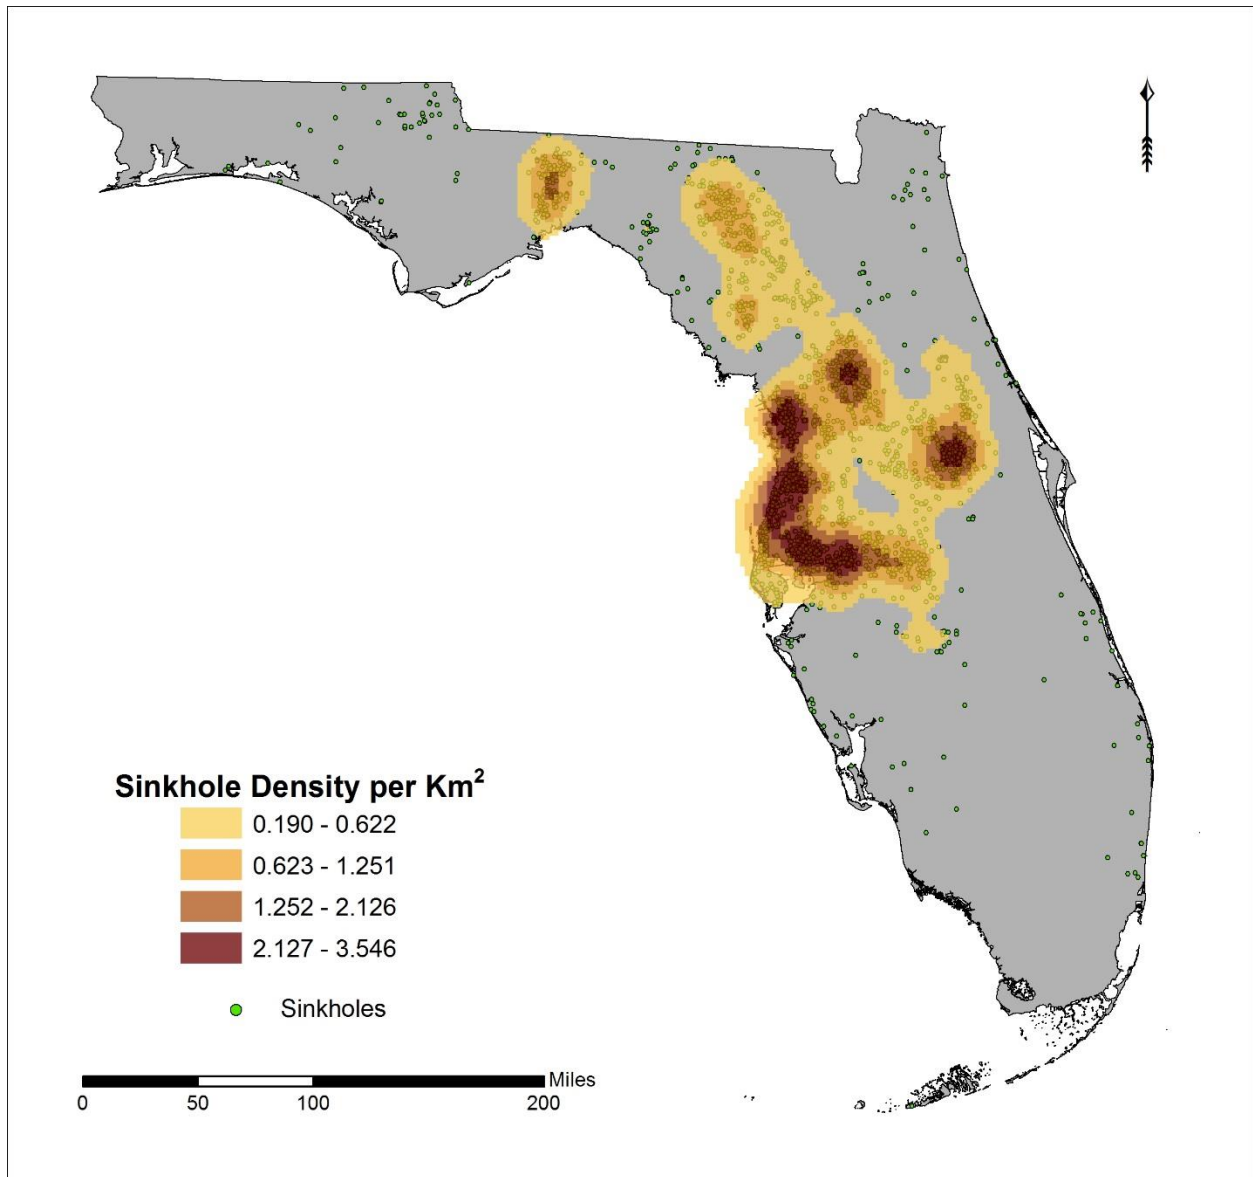 Sinkhole Density per Km²
0.190 - 0.622
0.623 - 1.251
1.252 - 2.126
2.127 - 3.546
Sinkholes
Miles
0 50 100 200